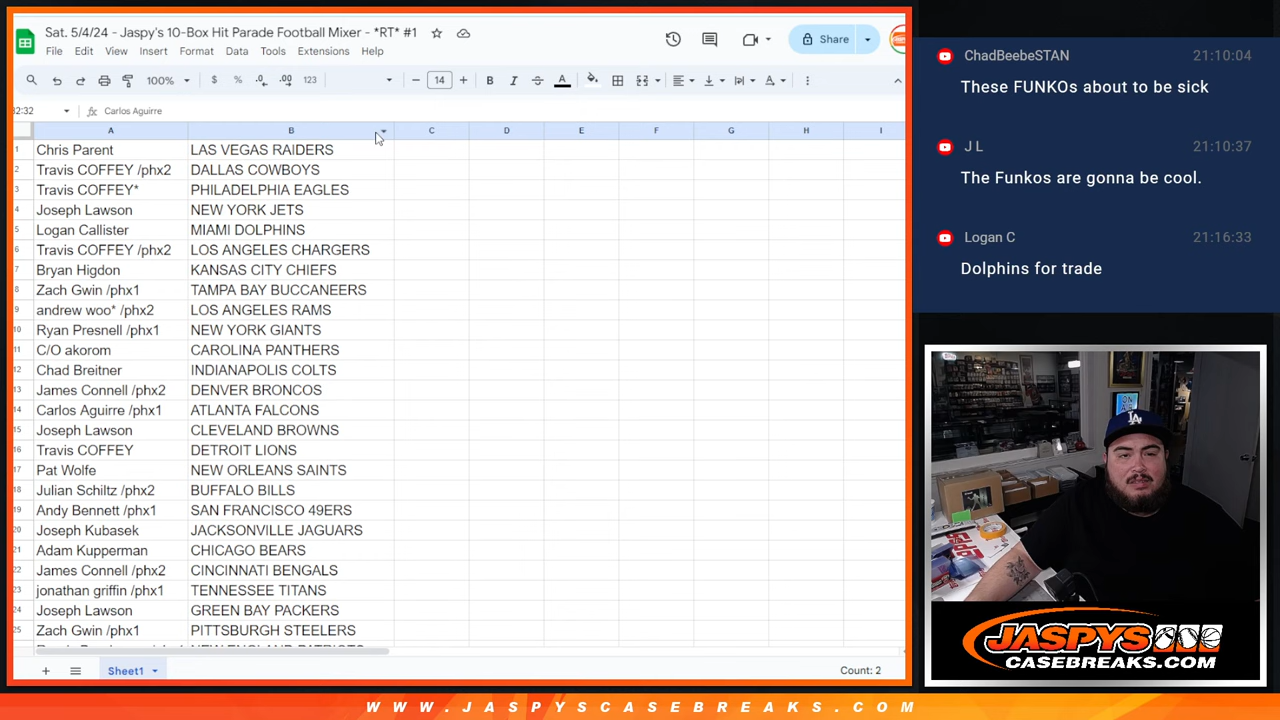 Sat. 5/4/24 - Jaspy's 10-Box Hit Parade Football Mixer - *RT* #1
File Edit View Insert Format Data Tools Extensions Help
Share
100% $ % .0 .00 123 14 B I A
2:32 Carlos Aguirre
A B C D E F G H I
1 Chris Parent LAS VEGAS RAIDERS
2 Travis COFFEY /phx2 DALLAS COWBOYS
3 Travis COFFEY* PHILADELPHIA EAGLES
4 Joseph Lawson NEW YORK JETS
5 Logan Callister MIAMI DOLPHINS
6 Travis COFFEY /phx2 LOS ANGELES CHARGERS
7 Bryan Higdon KANSAS CITY CHIEFS
8 Zach Gwin /phx1 TAMPA BAY BUCCANEERS
9 andrew woo* /phx2 LOS ANGELES RAMS
10 Ryan Presnell /phx1 NEW YORK GIANTS
11 C/O akorom CAROLINA PANTHERS
12 Chad Breitner INDIANAPOLIS COLTS
13 James Connell /phx2 DENVER BRONCOS
14 Carlos Aguirre /phx1 ATLANTA FALCONS
15 Joseph Lawson CLEVELAND BROWNS
16 Travis COFFEY DETROIT LIONS
17 Pat Wolfe NEW ORLEANS SAINTS
18 Julian Schiltz /phx2 BUFFALO BILLS
19 Andy Bennett /phx1 SAN FRANCISCO 49ERS
20 Joseph Kubasek JACKSONVILLE JAGUARS
21 Adam Kupperman CHICAGO BEARS
22 James Connell /phx2 CINCINNATI BENGALS
23 jonathan griffin /phx1 TENNESSEE TITANS
24 Joseph Lawson GREEN BAY PACKERS
25 Zach Gwin /phx1 PITTSBURGH STEELERS
NEW ENGLAND PATRIOTS
Sheet1
Count: 2
ChadBeebeSTAN 21:10:04
These FUNKOs about to be sick
J L 21:10:37
The Funkos are gonna be cool.
Logan C 21:16:33
Dolphins for trade
LA
JASPYS
CASEBREAKS.COM
WWW.JASPYSCASEBREAKS.COM